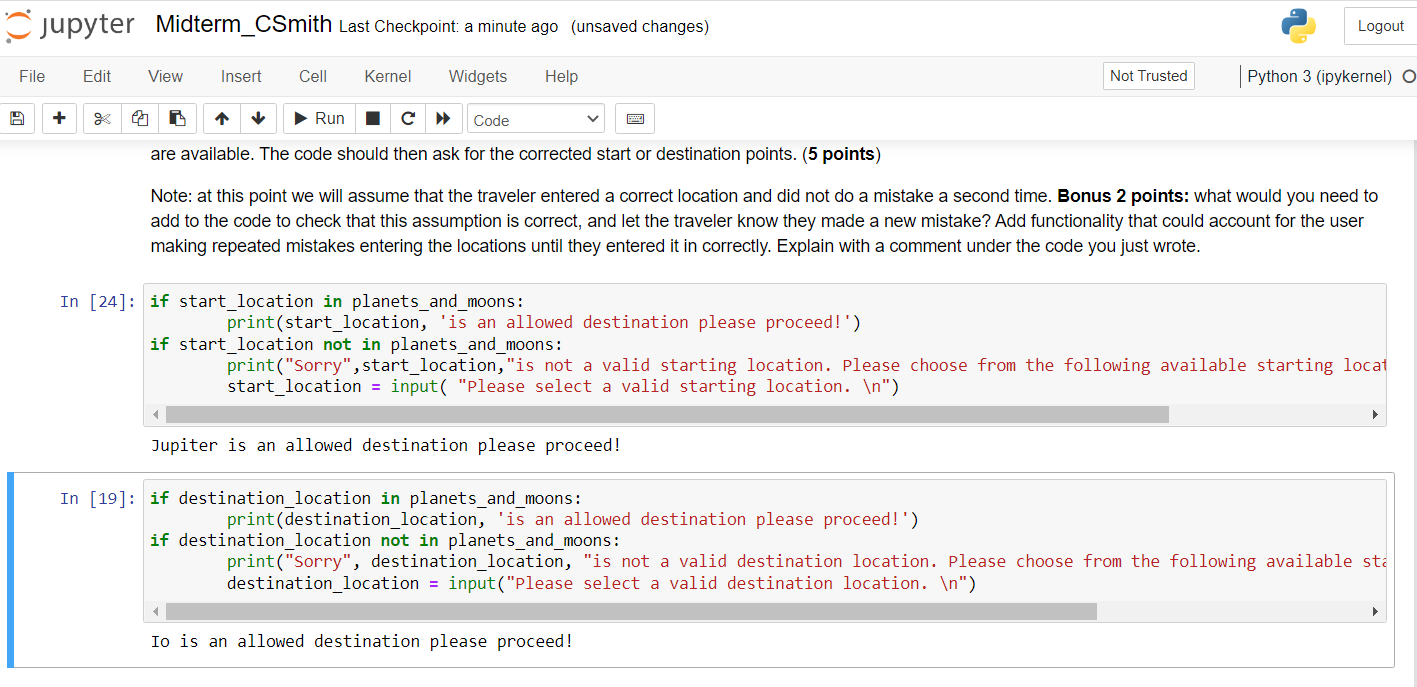 jupyter Midterm_CSmith Last Checkpoint: a minute ago (unsaved changes) Logout
File Edit View Insert Cell Kernel Widgets Help Not Trusted Python 3 (ipykernel)
Run Code
are available. The code should then ask for the corrected start or destination points. (5 points)
Note: at this point we will assume that the traveler entered a correct location and did not do a mistake a second time. Bonus 2 points: what would you need to
add to the code to check that this assumption is correct, and let the traveler know they made a new mistake? Add functionality that could account for the user
making repeated mistakes entering the locations until they entered it in correctly. Explain with a comment under the code you just wrote.
In [24]: if start_location in planets_and_moons:
print(start_location, 'is an allowed destination please proceed!')
if start_location not in planets_and_moons:
print("Sorry",start_location,"is not a valid starting location. Please choose from the following available starting locat
start_location = input( "Please select a valid starting location. \n")
Jupiter is an allowed destination please proceed!
In [19]: if destination_location in planets_and_moons:
print(destination_location, 'is an allowed destination please proceed!')
if destination_location not in planets_and_moons:
print("Sorry", destination_location, "is not a valid destination location. Please choose from the following available sta
destination_location = input("Please select a valid destination location. \n")
Io is an allowed destination please proceed!